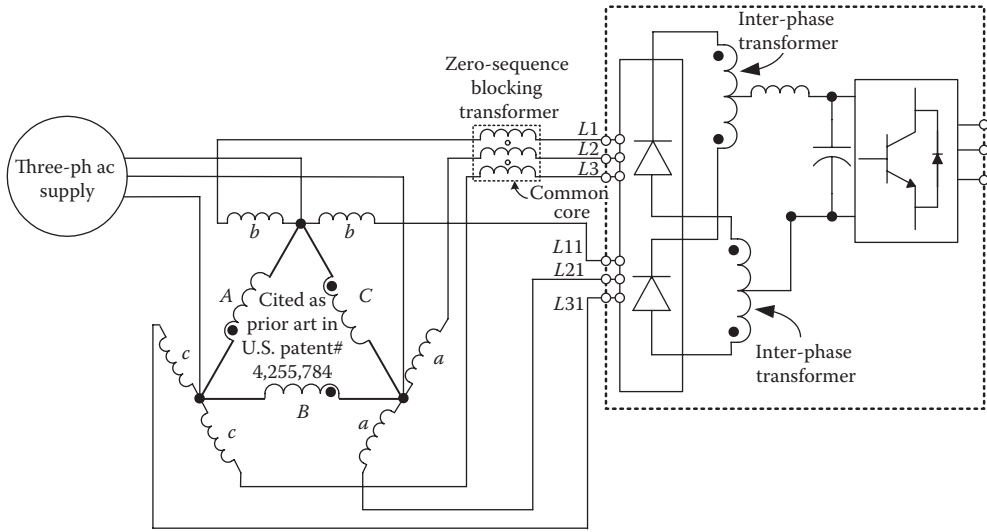 Inter-phase
transformer
Zero-sequence
blocking
transformer
L1
L2
L3
Three-ph ac
supply
Common
core
b
b
L11
L21
L31
A
C
Cited as
prior art in
U.S. patent#
4,255,784
B
c
c
a
a
Inter-phase
transformer